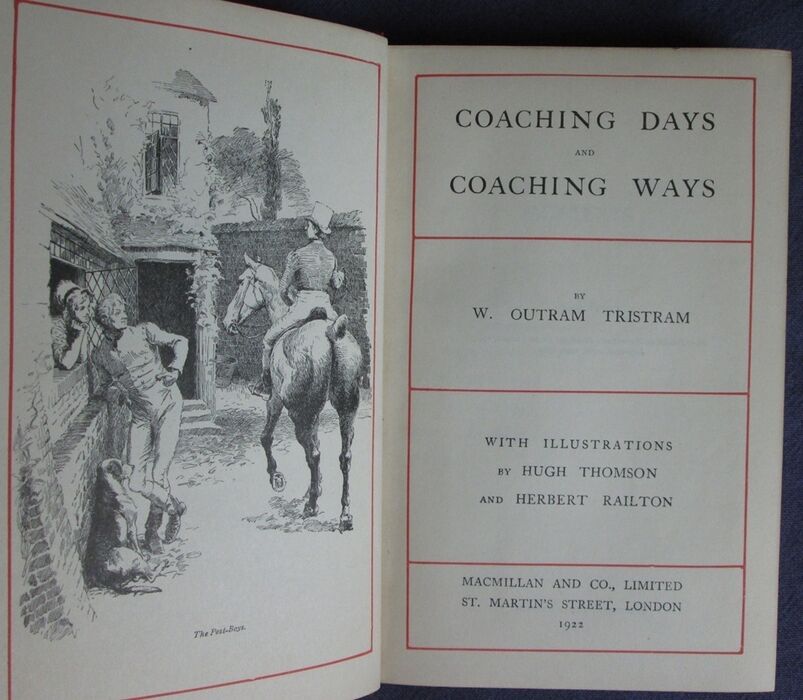 The Post-Boys.
COACHING DAYS
AND
COACHING WAYS
BY
W. OUTRAM TRISTRAM
WITH ILLUSTRATIONS
BY HUGH THOMSON
AND HERBERT RAILTON
MACMILLAN AND CO., LIMITED
ST. MARTIN'S STREET, LONDON
1922